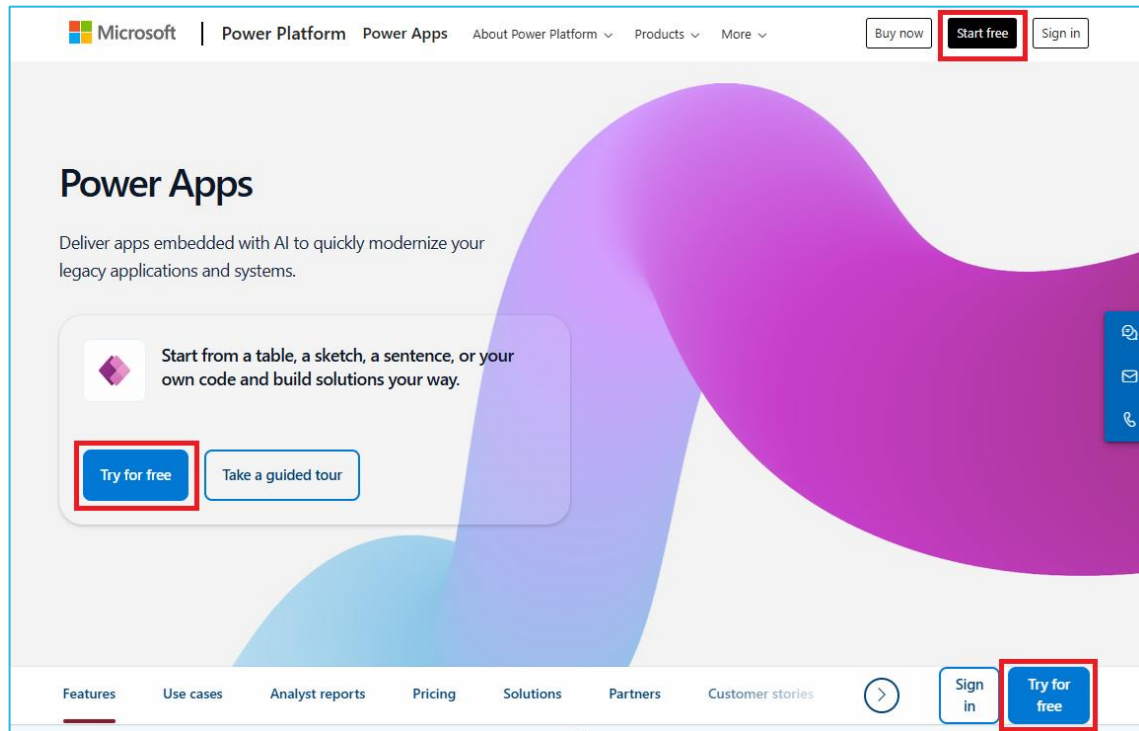 Microsoft Power Platform Power Apps About Power Platform Products More Buy now Start free Sign in
Power Apps
Deliver apps embedded with AI to quickly modernize your
legacy applications and systems.
Start from a table, a sketch, a sentence, or your
own code and build solutions your way.
Try for free Take a guided tour
Features Use cases Analyst reports Pricing Solutions Partners Customer stories
Sign
in
Try for
free